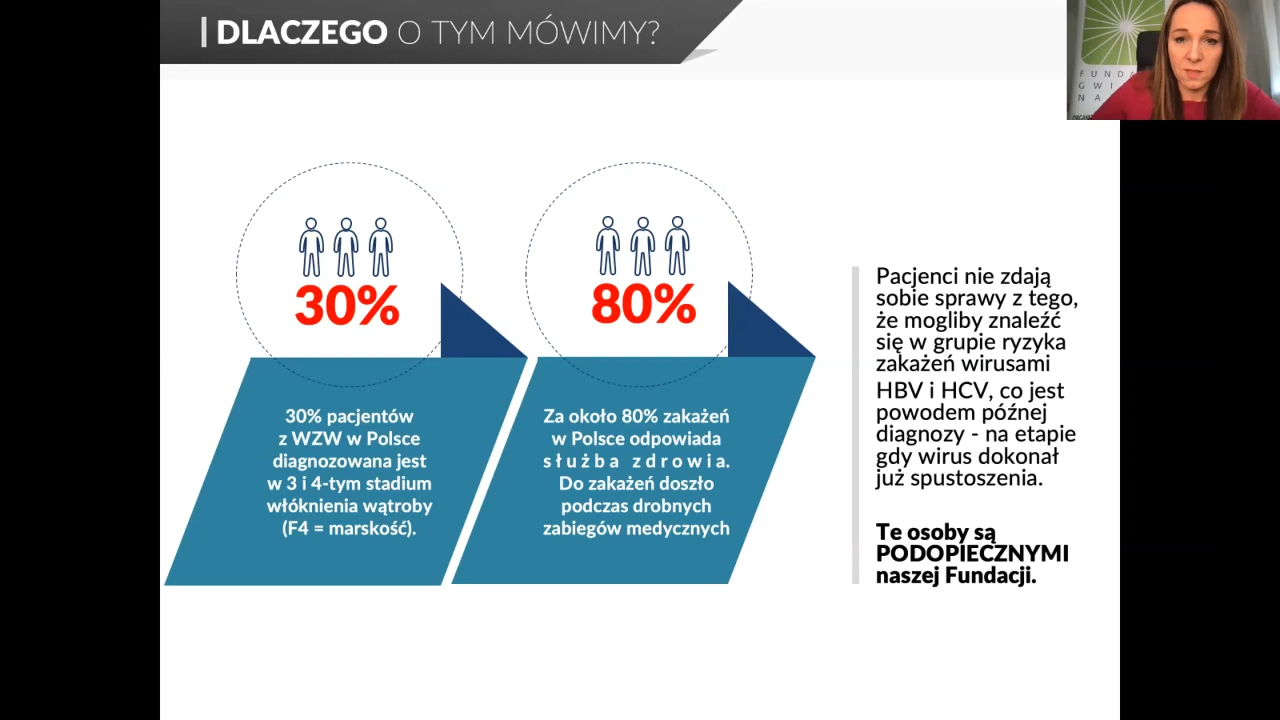 DLACZEGO O TYM MÓWIMY?
FUND
GWI
NA
30%
30% pacjentów
z WZW w Polsce
diagnozowana jest
w 3 i 4-tym stadium
włóknienia wątroby
(F4 = marskość).
80%
Za około 80% zakażeń
w Polsce odpowiada
służba zdrowia.
Do zakażeń doszło
podczas drobnych
zabiegów medycznych
Pacjenci nie zdają
sobie sprawy z tego,
że mogliby znaleźć
się w grupie ryzyka
zakażeń wirusami
HBV i HCV, co jest
powodem późnej
diagnozy - na etapie
gdy wirus dokonał
już spustoszenia.
Te osoby są
PODOPIECZNYMI
naszej Fundacji.